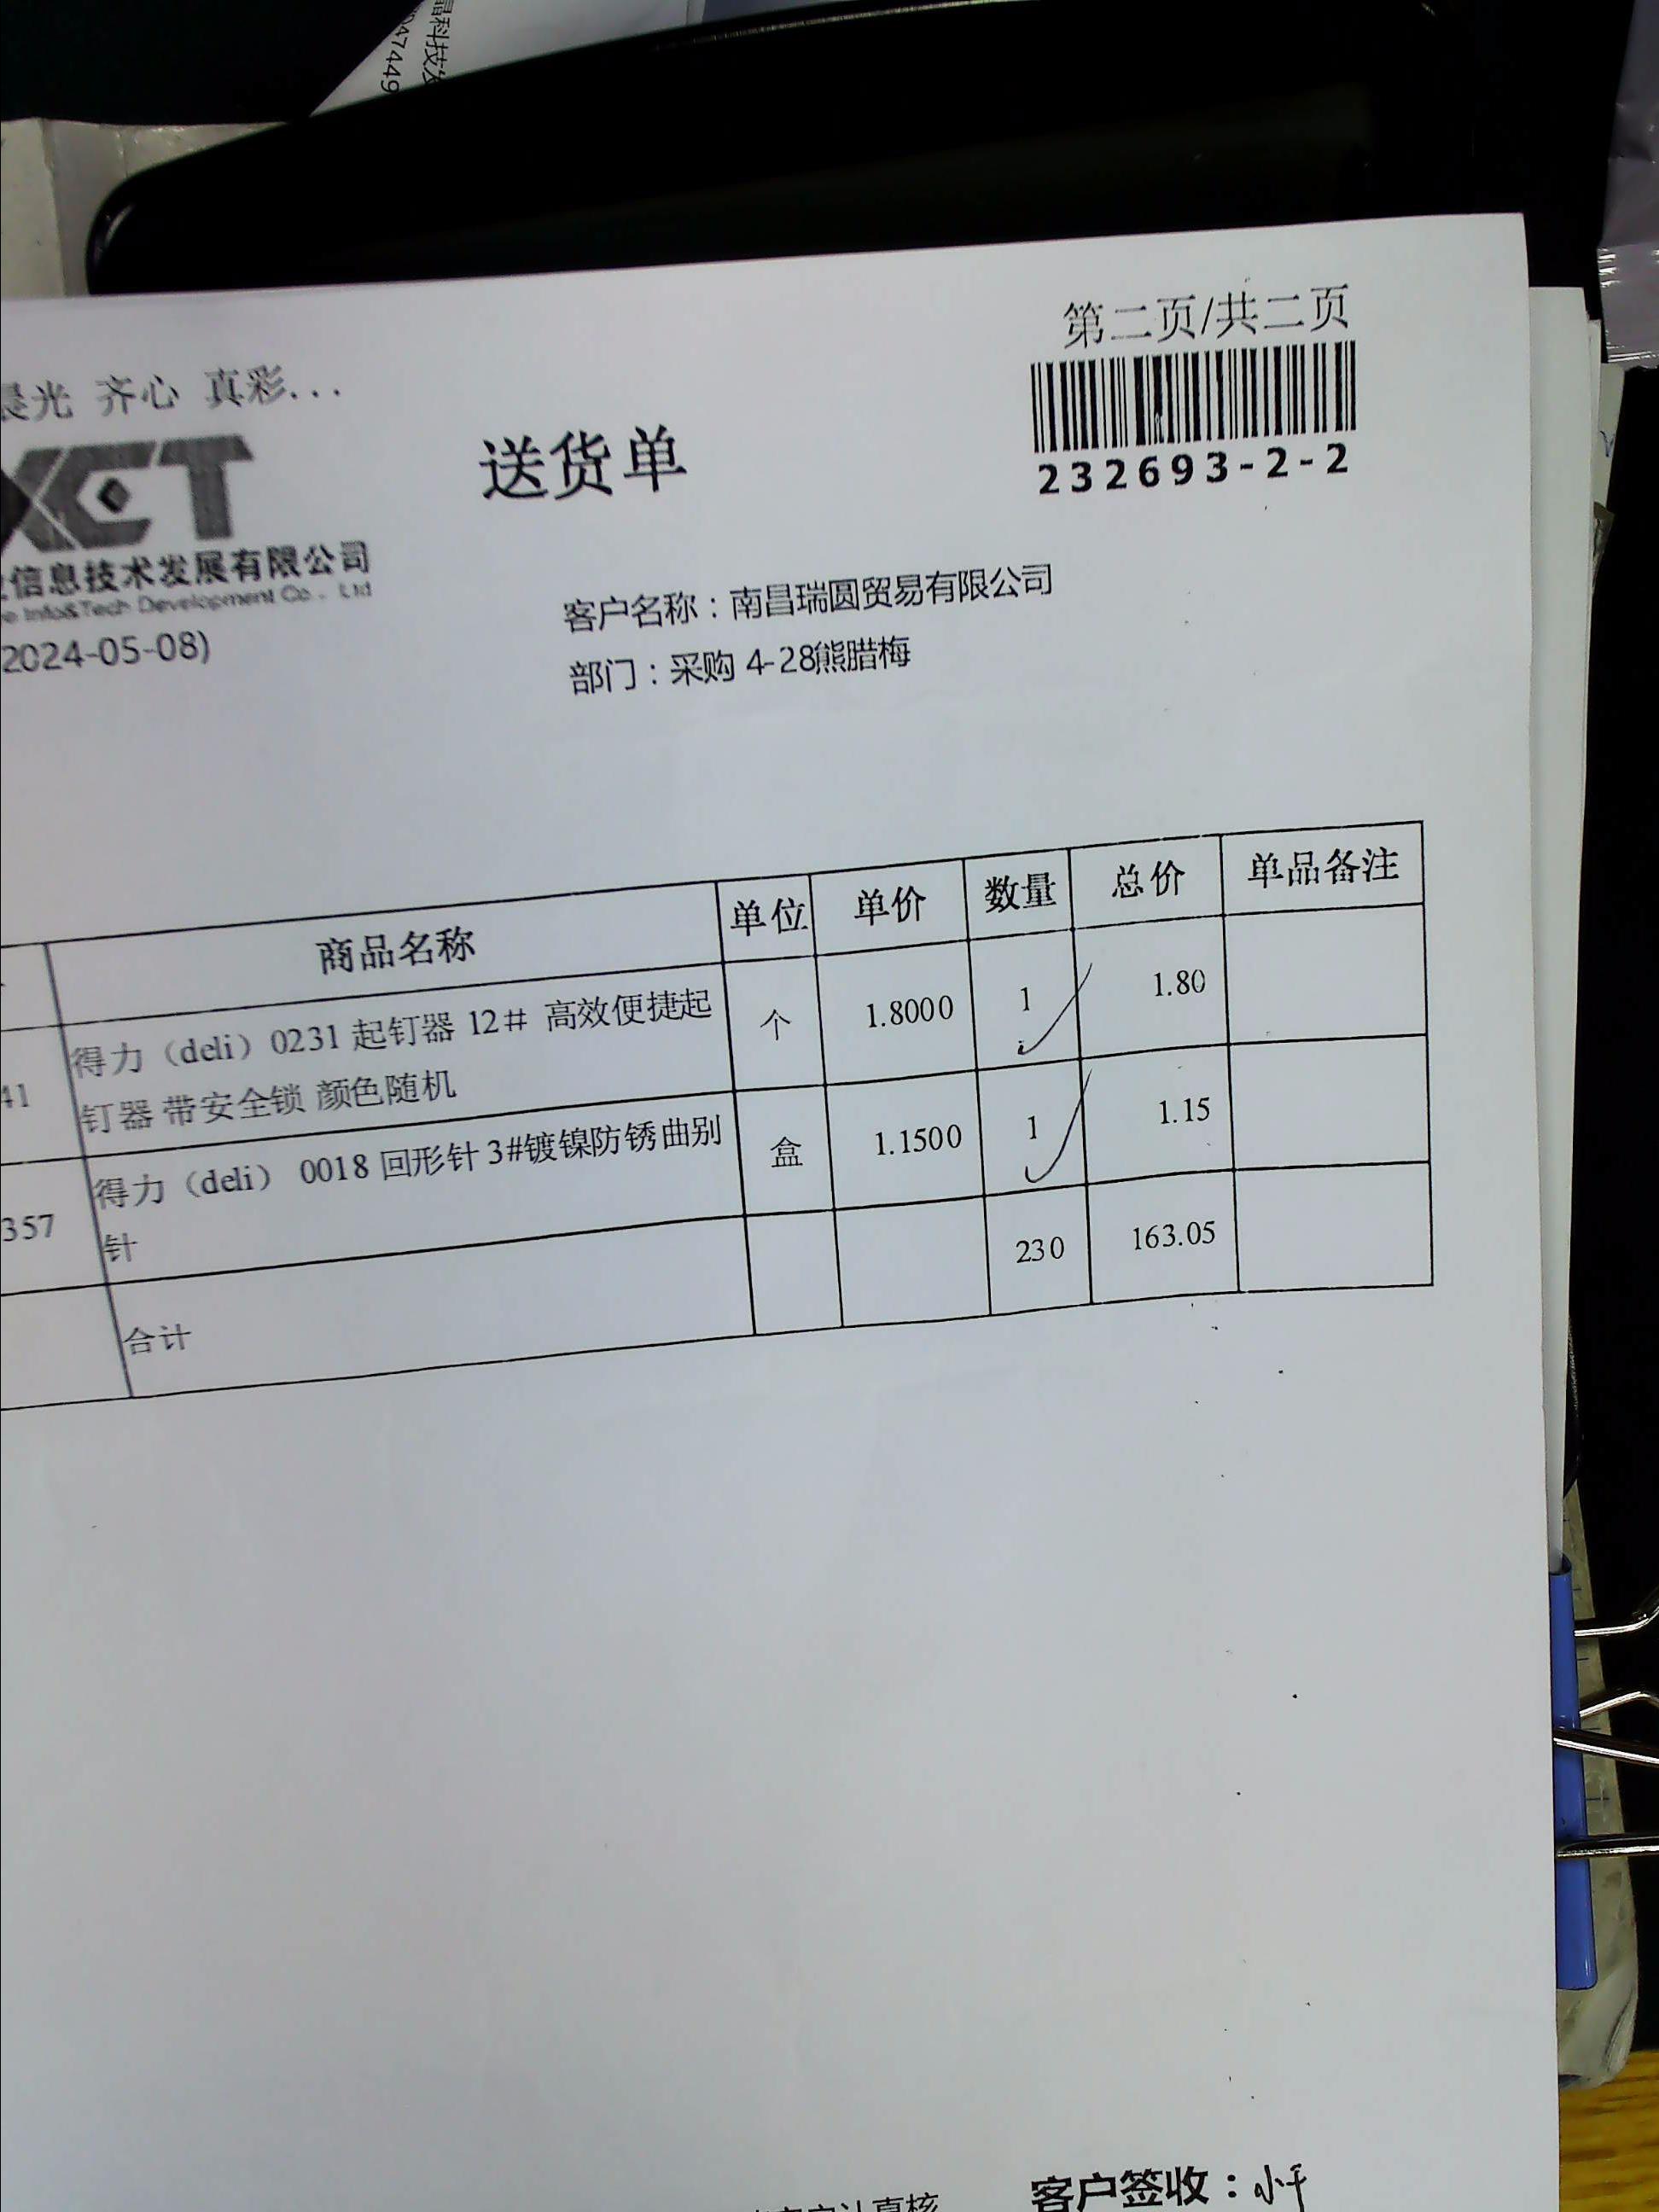 晶科技发
047449
第二页/共二页
晨光 齐心 真彩...
XCT
送货单
232693-2-2
信息技术发展有限公司
Info&Tech Development Co., Ltd
2024-05-08)
客户名称：南昌瑞圆贸易有限公司
部门：采购 4-28熊腊梅
商品名称 单位 单价 数量 总价 单品备注
41 得力（deli）0231 起钉器 12# 高效便捷起 个 1.8000 1 1.80
钉器 带安全锁 颜色随机
357 得力（deli） 0018 回形针 3#镀镍防锈曲别 盒 1.1500 1 1.15
针
合计 230 163.05
客户签收：